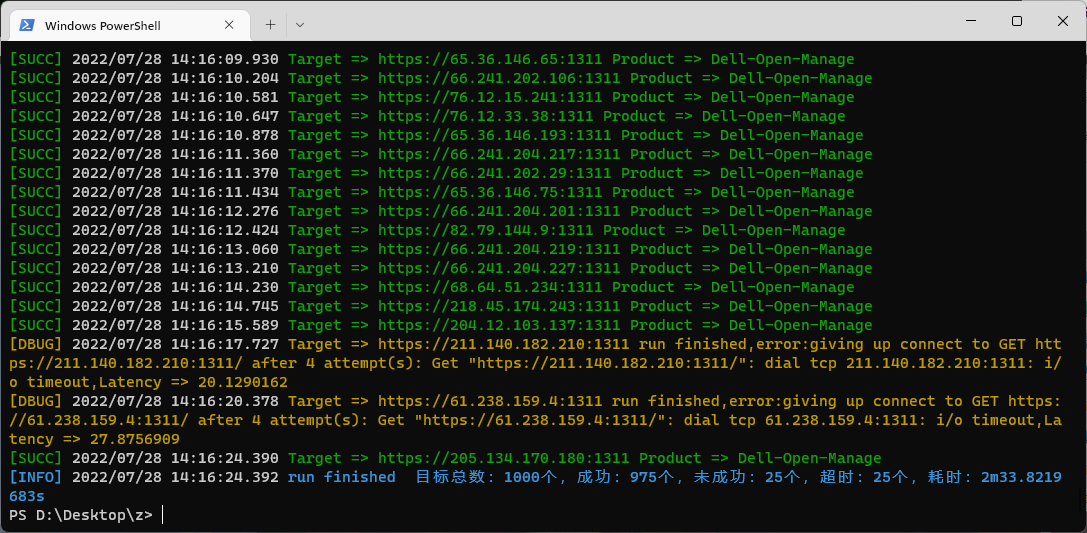 Windows PowerShell
[SUCC] 2022/07/28 14:16:09.930 Target => https://65.36.146.65:1311 Product => Dell-Open-Manage
[SUCC] 2022/07/28 14:16:10.204 Target => https://66.241.202.106:1311 Product => Dell-Open-Manage
[SUCC] 2022/07/28 14:16:10.581 Target => https://76.12.15.241:1311 Product => Dell-Open-Manage
[SUCC] 2022/07/28 14:16:10.647 Target => https://76.12.33.38:1311 Product => Dell-Open-Manage
[SUCC] 2022/07/28 14:16:10.878 Target => https://65.36.146.193:1311 Product => Dell-Open-Manage
[SUCC] 2022/07/28 14:16:11.360 Target => https://66.241.204.217:1311 Product => Dell-Open-Manage
[SUCC] 2022/07/28 14:16:11.370 Target => https://66.241.202.29:1311 Product => Dell-Open-Manage
[SUCC] 2022/07/28 14:16:11.434 Target => https://65.36.146.75:1311 Product => Dell-Open-Manage
[SUCC] 2022/07/28 14:16:12.276 Target => https://66.241.204.201:1311 Product => Dell-Open-Manage
[SUCC] 2022/07/28 14:16:12.424 Target => https://82.79.144.9:1311 Product => Dell-Open-Manage
[SUCC] 2022/07/28 14:16:13.060 Target => https://66.241.204.219:1311 Product => Dell-Open-Manage
[SUCC] 2022/07/28 14:16:13.210 Target => https://66.241.204.227:1311 Product => Dell-Open-Manage
[SUCC] 2022/07/28 14:16:14.230 Target => https://68.64.51.234:1311 Product => Dell-Open-Manage
[SUCC] 2022/07/28 14:16:14.745 Target => https://218.45.174.243:1311 Product => Dell-Open-Manage
[SUCC] 2022/07/28 14:16:15.589 Target => https://204.12.103.137:1311 Product => Dell-Open-Manage
[DBUG] 2022/07/28 14:16:17.727 Target => https://211.140.182.210:1311 run finished,error:giving up connect to GET htt
ps://211.140.182.210:1311/ after 4 attempt(s): Get "https://211.140.182.210:1311/": dial tcp 211.140.182.210:1311: i/
o timeout,Latency => 20.1290162
[DBUG] 2022/07/28 14:16:20.378 Target => https://61.238.159.4:1311 run finished,error:giving up connect to GET https:
//61.238.159.4:1311/ after 4 attempt(s): Get "https://61.238.159.4:1311/": dial tcp 61.238.159.4:1311: i/o timeout,La
tency => 27.8756909
[SUCC] 2022/07/28 14:16:24.390 Target => https://205.134.170.180:1311 Product => Dell-Open-Manage
[INFO] 2022/07/28 14:16:24.392 run finished  目标总数：1000个，成功：975个，未成功：25个，超时：25个，耗时：2m33.8219
683s
PS D:\Desktop\z>